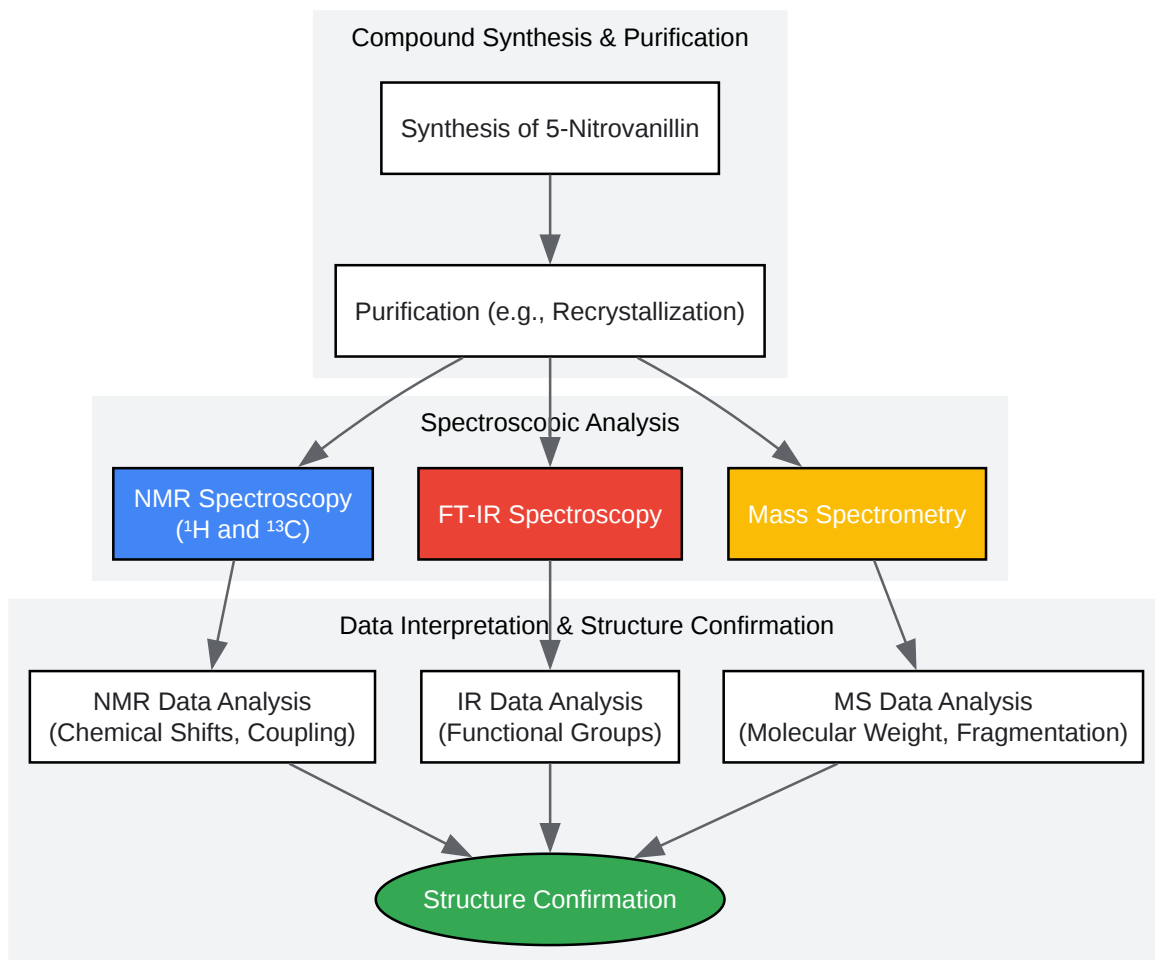 Compound Synthesis & Purification
Synthesis of 5-Nitrovanillin
Purification (e.g., Recrystallization)
Spectroscopic Analysis
NMR Spectroscopy
(¹H and ¹³C)
FT-IR Spectroscopy
Mass Spectrometry
Data Interpretation & Structure Confirmation
NMR Data Analysis
(Chemical Shifts, Coupling)
IR Data Analysis
(Functional Groups)
MS Data Analysis
(Molecular Weight, Fragmentation)
Structure Confirmation